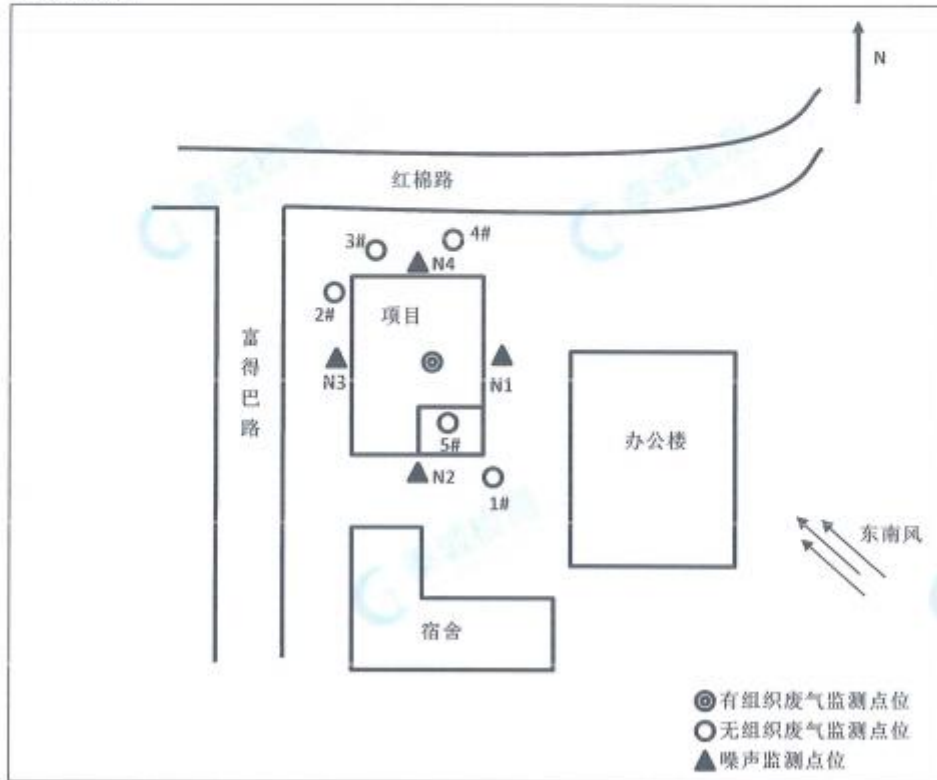 N
红棉路
3#
4#
N4
2#
项目
富得巴路
N3
N1
5#
办公楼
N2
1#
东南风
宿舍
有组织废气监测点位
无组织废气监测点位
噪声监测点位